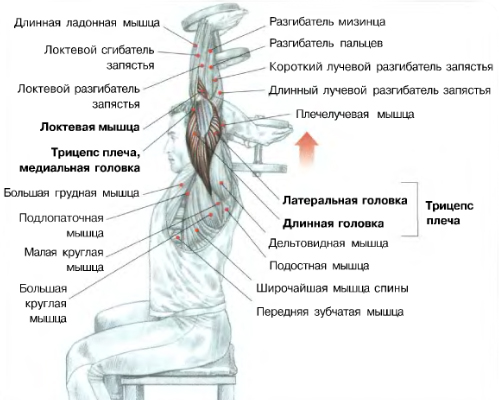 Длинная ладонная мышца
Локтевой сгибатель
запястья
Локтевой разгибатель
запястья
Локтевая мышца
Трицепс плеча,
медиальная головка
Большая грудная мышца
Подлопаточная
мышца
Малая круглая
мышца
Большая
круглая
мышца
Разгибатель мизинца
Разгибатель пальцев
Короткий лучевой разгибатель запястья
Длинный лучевой разгибатель запястья
Плечелучевая мышца
Латеральная головка
Длинная головка
Трицепс
плеча
Дельтовидная мышца
Подостная мышца
Широчайшая мышца спины
Передняя зубчатая мышца